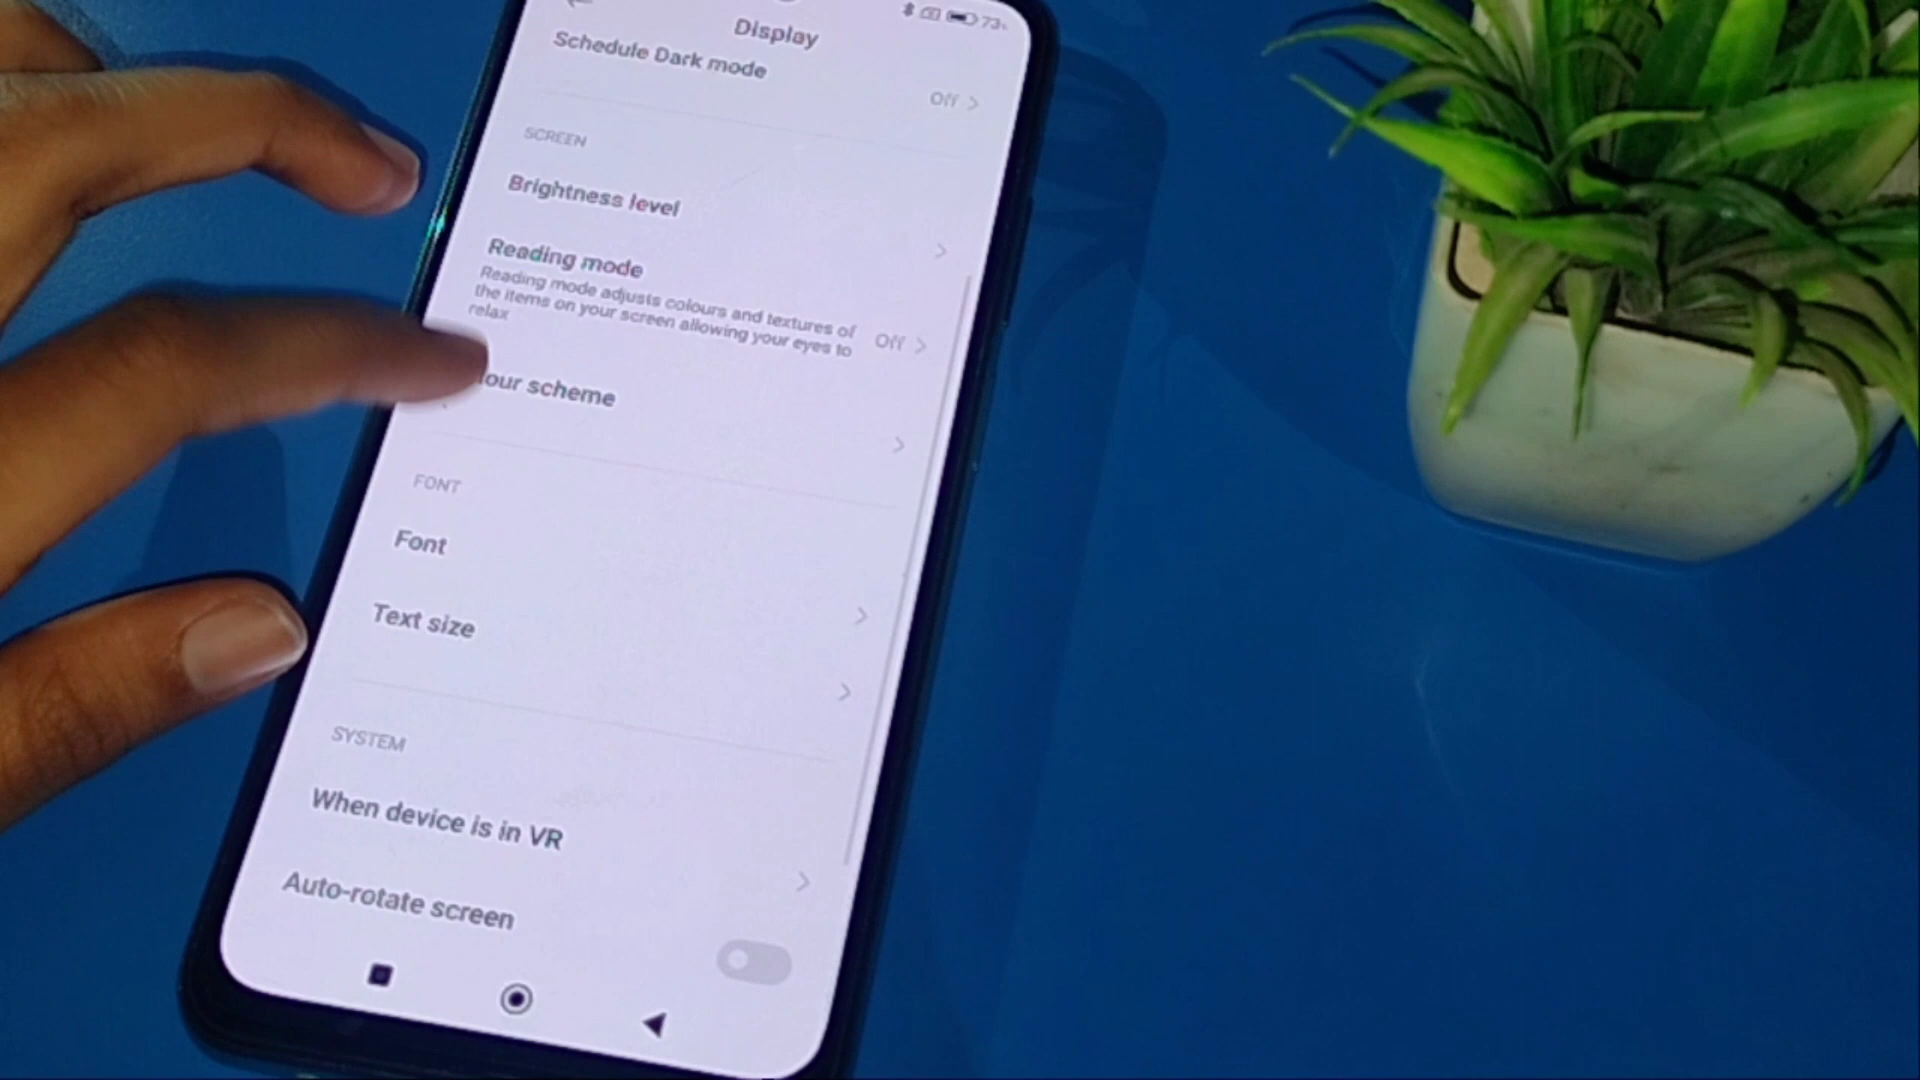 73
Display
Schedule Dark mode
Off
SCREEN
Brightness level
Reading mode
Reading mode adjusts colours and textures of
the items on your screen allowing your eyes to
relax
Off
lour scheme
FONT
Font
Text size
SYSTEM
When device is in VR
Auto-rotate screen